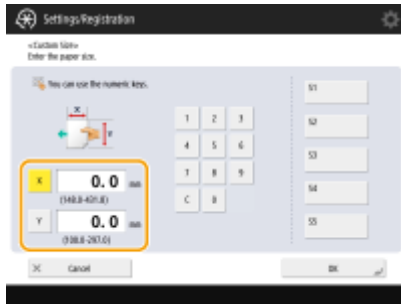 Settings/Registration
<Custom Size>
Enter the paper size.
You can use the numeric keys.
X
Y
1 2 3
4 5 6
7 8 9
C 0
X 0.0 mm
(148.0-431.8)
Y 0.0 mm
(100.0-297.0)
S1
S2
S3
S4
S5
Cancel
OK